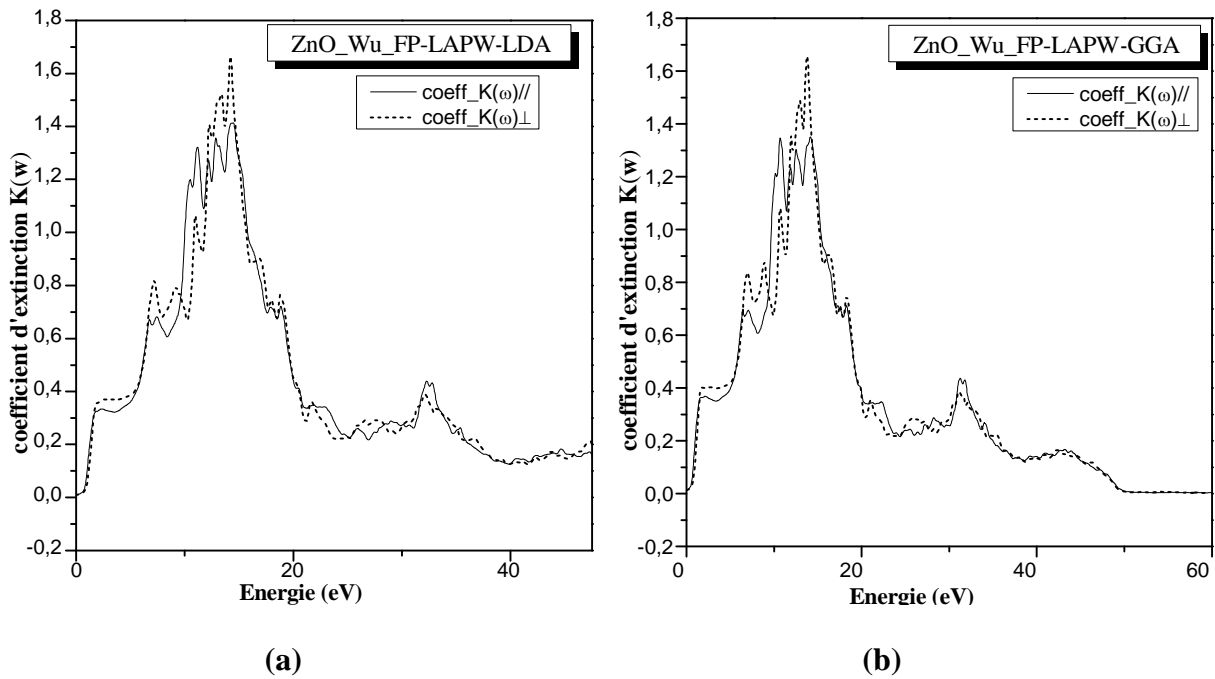 ZnO_Wu_FP-LAPW-LDA
coeff_K(ω)//
coeff_K(ω)⊥
coefficient d'extinction K(w)
1,8
1,6
1,4
1,2
1,0
0,8
0,6
0,4
0,2
0,0
-0,2
0
20
40
Energie (eV)
(a)
ZnO_Wu_FP-LAPW-GGA
coeff_K(ω)//
coeff_K(ω)⊥
coefficient d'extinction K(w)
1,8
1,6
1,4
1,2
1,0
0,8
0,6
0,4
0,2
0,0
-0,2
0
20
40
60
Energie (eV)
(b)